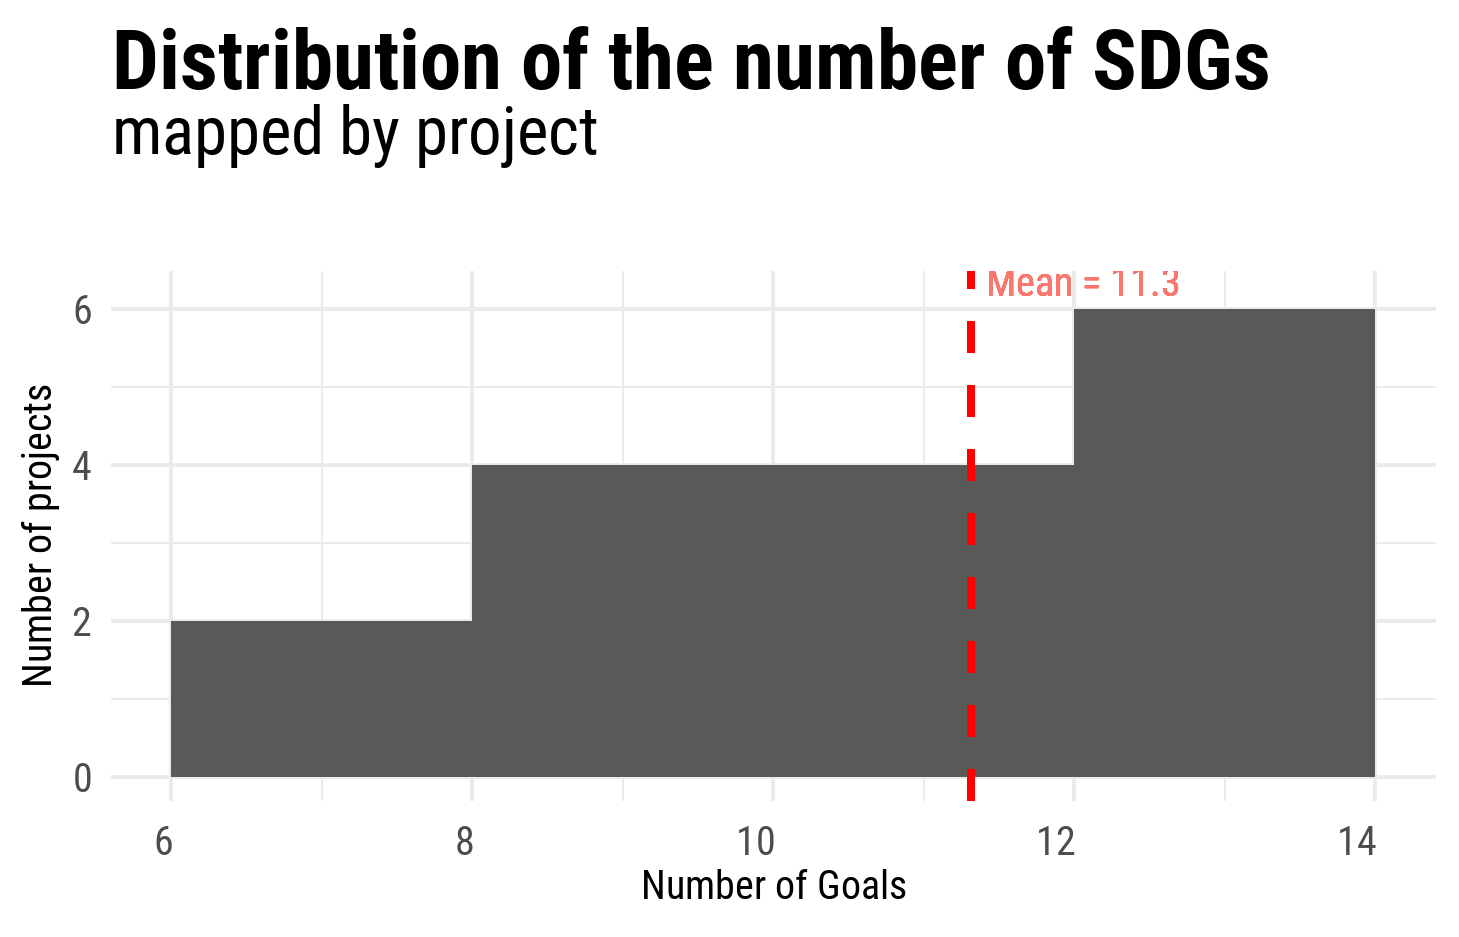 Distribution of the number of SDGs
mapped by project
Mean = 11.3
6
4
2
0
Number of projects
6 8 10 12 14
Number of Goals